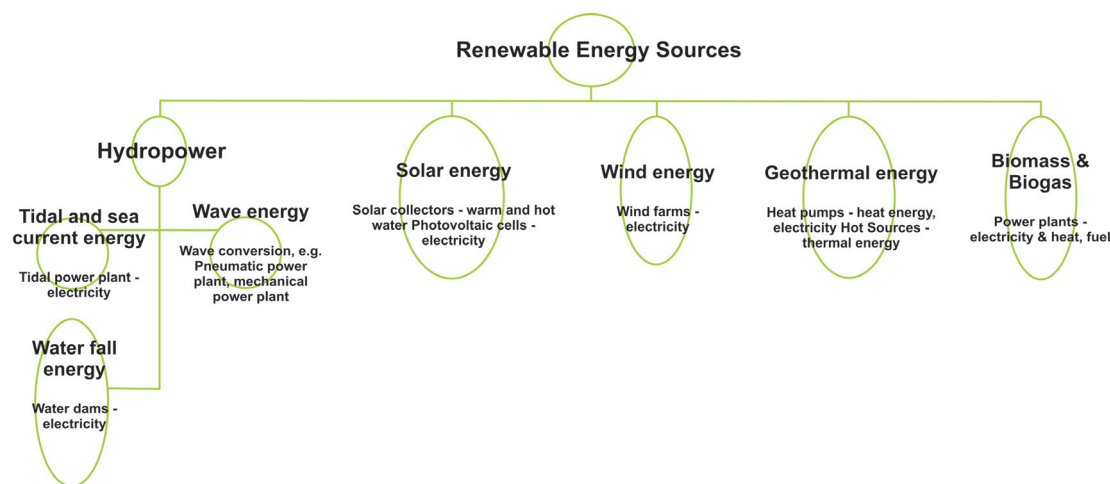 Renewable Energy Sources
Hydropower
Tidal and sea
current energy
Tidal power plant -
electricity
Wave energy
Wave conversion, e.g.
Pneumatic power
plant, mechanical
power plant
Water fall
energy
Water dams -
electricity
Solar energy
Solar collectors - warm and hot
water Photovoltaic cells -
electricity
Wind energy
Wind farms -
electricity
Geothermal energy
Heat pumps - heat energy,
electricity Hot Sources -
thermal energy
Biomass &
Biogas
Power plants -
electricity & heat, fuel